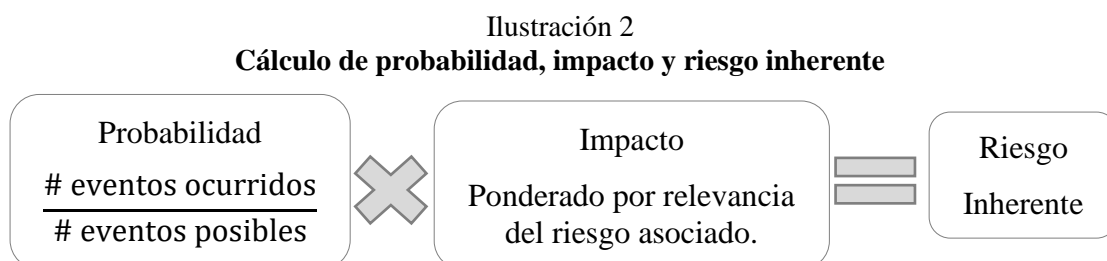 Ilustración 2
Cálculo de probabilidad, impacto y riesgo inherente
Probabilidad
# eventos ocurridos
# eventos posibles
Impacto
Ponderado por relevancia
del riesgo asociado.
Riesgo
Inherente